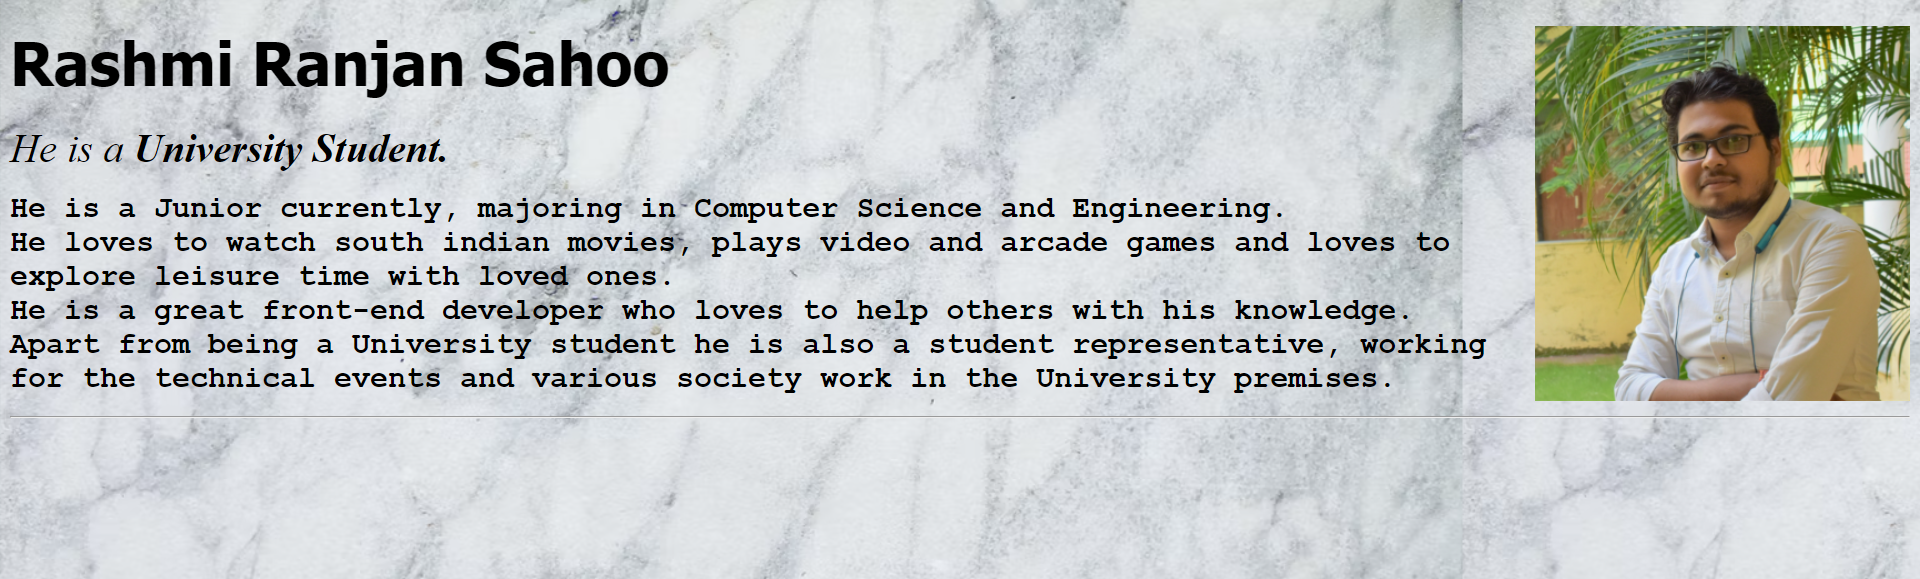 Rashmi Ranjan Sahoo
He is a University Student.
He is a Junior currently, majoring in Computer Science and Engineering.
He loves to watch south indian movies, plays video and arcade games and loves to
explore leisure time with loved ones.
He is a great front-end developer who loves to help others with his knowledge.
Apart from being a University student he is also a student representative, working
for the technical events and various society work in the University premises.